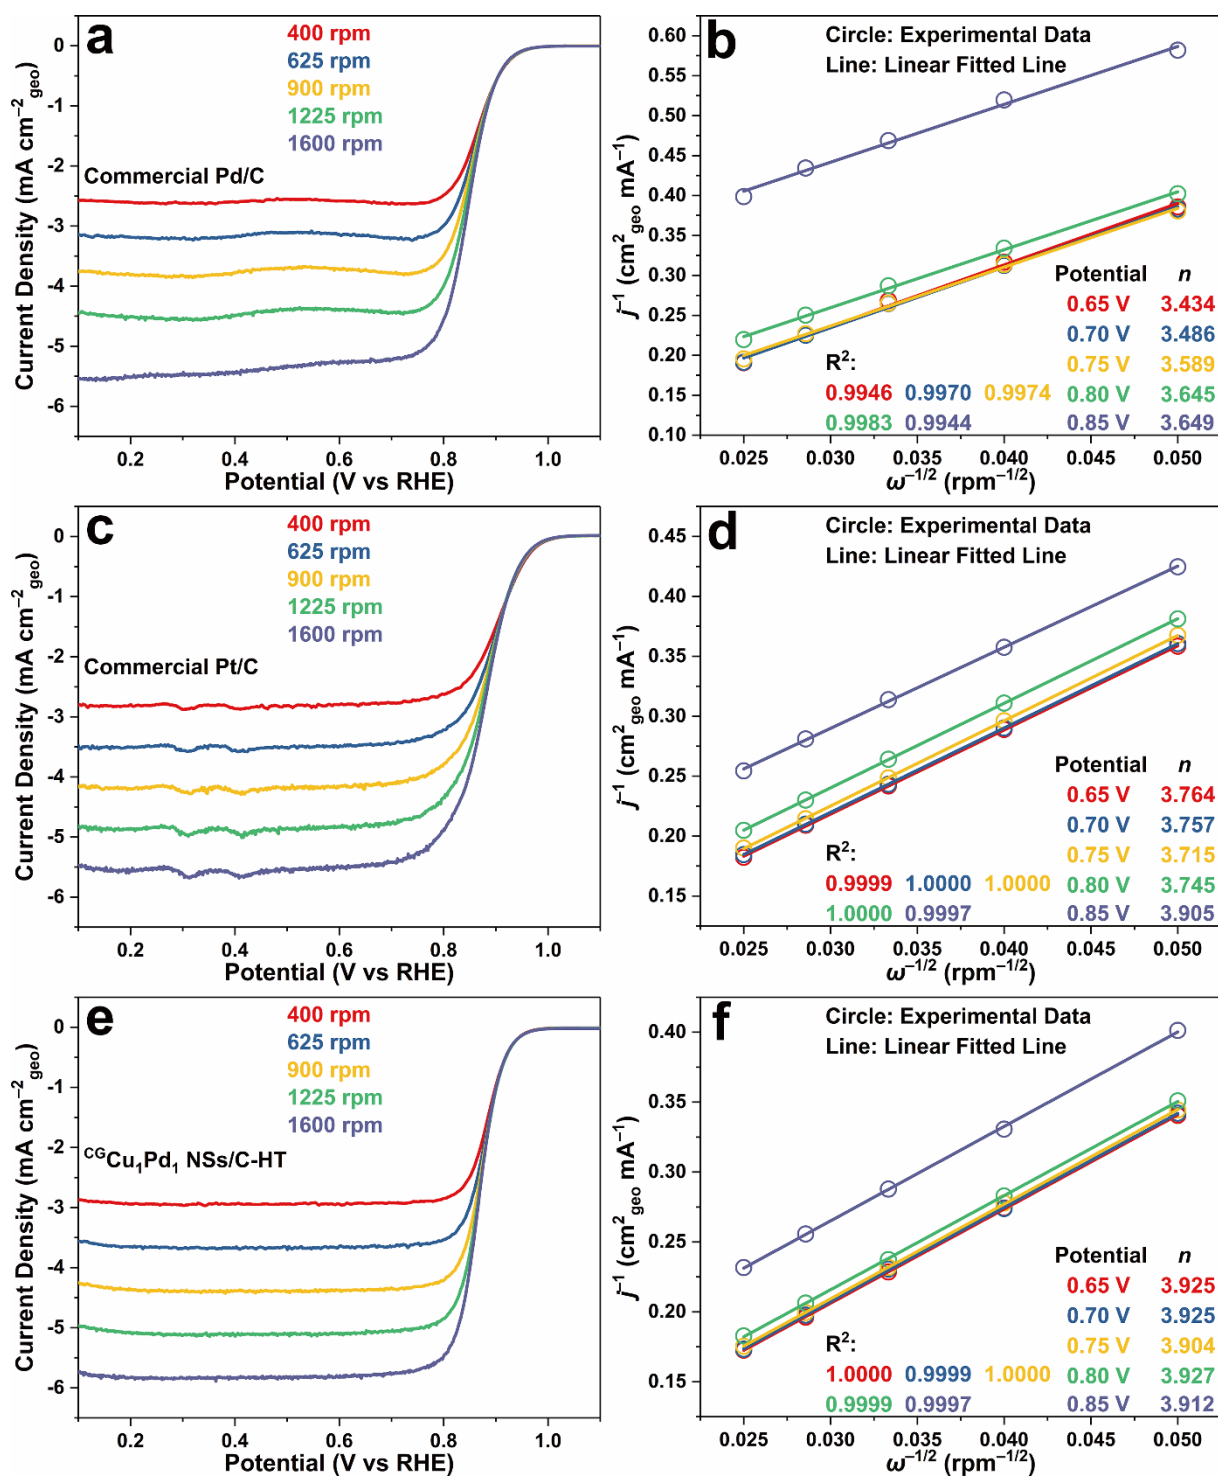 a
400 rpm
625 rpm
900 rpm
1225 rpm
1600 rpm
Commercial Pd/C
0
-1
-2
-3
-4
-5
-6
Current Density (mA cm⁻²geo)
0.2 0.4 0.6 0.8 1.0
Potential (V vs RHE)
b
Circle: Experimental Data
Line: Linear Fitted Line
0.60
0.55
0.50
0.45
0.40
0.35
0.30
0.25
0.20
0.15
0.10
j⁻¹ (cm²geo mA⁻¹)
Potential n
0.65 V 3.434
0.70 V 3.486
0.75 V 3.589
0.80 V 3.645
0.85 V 3.649
R²:
0.9946 0.9970 0.9974
0.9983 0.9944
0.025 0.030 0.035 0.040 0.045 0.050
ω⁻¹/² (rpm⁻¹/²)
c
400 rpm
625 rpm
900 rpm
1225 rpm
1600 rpm
Commercial Pt/C
0
-1
-2
-3
-4
-5
-6
Current Density (mA cm⁻²geo)
0.2 0.4 0.6 0.8 1.0
Potential (V vs RHE)
d
Circle: Experimental Data
Line: Linear Fitted Line
0.45
0.40
0.35
0.30
0.25
0.20
0.15
j⁻¹ (cm²geo mA⁻¹)
Potential n
0.65 V 3.764
0.70 V 3.757
0.75 V 3.715
0.80 V 3.745
0.85 V 3.905
R²:
0.9999 1.0000 1.0000
1.0000 0.9997
0.025 0.030 0.035 0.040 0.045 0.050
ω⁻¹/² (rpm⁻¹/²)
e
400 rpm
625 rpm
900 rpm
1225 rpm
1600 rpm
ᶜᴳCu₁Pd₁ NSs/C-HT
0
-1
-2
-3
-4
-5
-6
Current Density (mA cm⁻²geo)
0.2 0.4 0.6 0.8 1.0
Potential (V vs RHE)
f
Circle: Experimental Data
Line: Linear Fitted Line
0.40
0.35
0.30
0.25
0.20
0.15
j⁻¹ (cm²geo mA⁻¹)
Potential n
0.65 V 3.925
0.70 V 3.925
0.75 V 3.904
0.80 V 3.927
0.85 V 3.912
R²:
1.0000 0.9999 1.0000
0.9999 0.9997
0.025 0.030 0.035 0.040 0.045 0.050
ω⁻¹/² (rpm⁻¹/²)